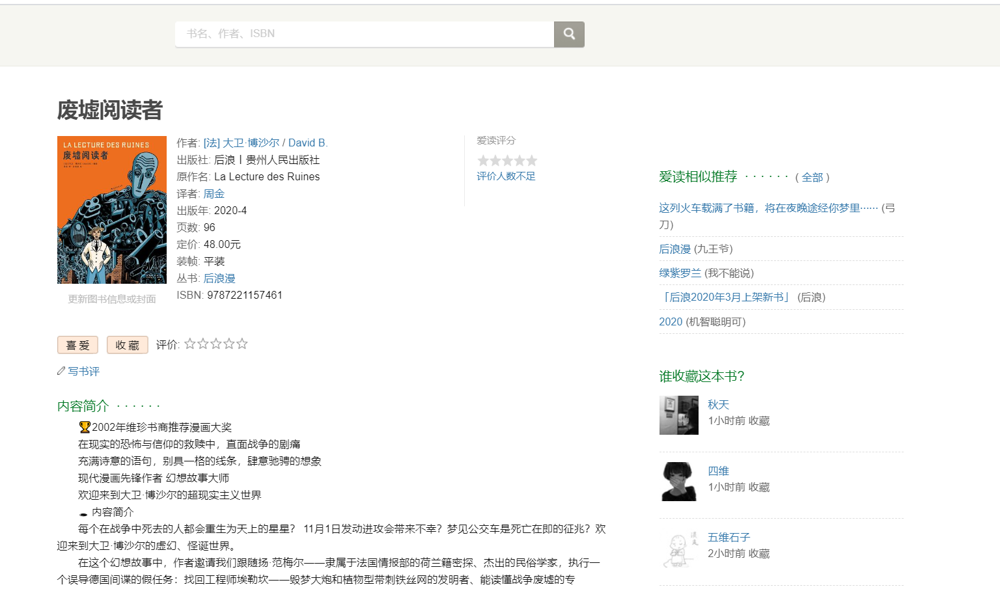 书名、作者、ISBN
废墟阅读者
LA LECTURE DES RUINES
废墟阅读者
更新图书信息或封面
作者: [法] 大卫·博沙尔 / David B.
出版社: 后浪丨贵州人民出版社
原作名: La Lecture des Ruines
译者: 周金
出版年: 2020-4
页数: 96
定价: 48.00元
装帧: 平装
丛书: 后浪漫
ISBN: 9787221157461
爱读评分
评价人数不足
喜 爱
收 藏
评价:
写书评
内容简介 · · · · · ·
🏆2002年维珍书商推荐漫画大奖
在现实的恐怖与信仰的救赎中，直面战争的剧痛
充满诗意的语句，别具一格的线条，肆意驰骋的想象
现代漫画先锋作者 幻想故事大师
欢迎来到大卫·博沙尔的超现实主义世界
🕳 内容简介
每个在战争中死去的人都会重生为天上的星星？ 11月1日发动进攻会带来不幸？梦见公交车是死亡在即的征兆？欢
迎来到大卫·博沙尔的虚幻、怪诞世界。
在这个幻想故事中，作者邀请我们跟随扬·范梅尔——隶属于法国情报部的荷兰籍密探、杰出的民俗学家，执行一
个误导德国间谍的假任务：找回工程师埃勒坎——毁梦大炮和植物型带刺铁丝网的发明者、能读懂战争废墟的专
爱读相似推荐 · · · · · · ( 全部 )
这列火车载满了书籍，将在夜晚途经你梦里…… (弓
刀)
后浪漫 (九王爷)
绿紫罗兰 (我不能说)
「后浪2020年3月上架新书」 (后浪)
2020 (机智聪明可)
谁收藏这本书?
秋天
1小时前 收藏
四维
1小时前 收藏
五维石子
2小时前 收藏